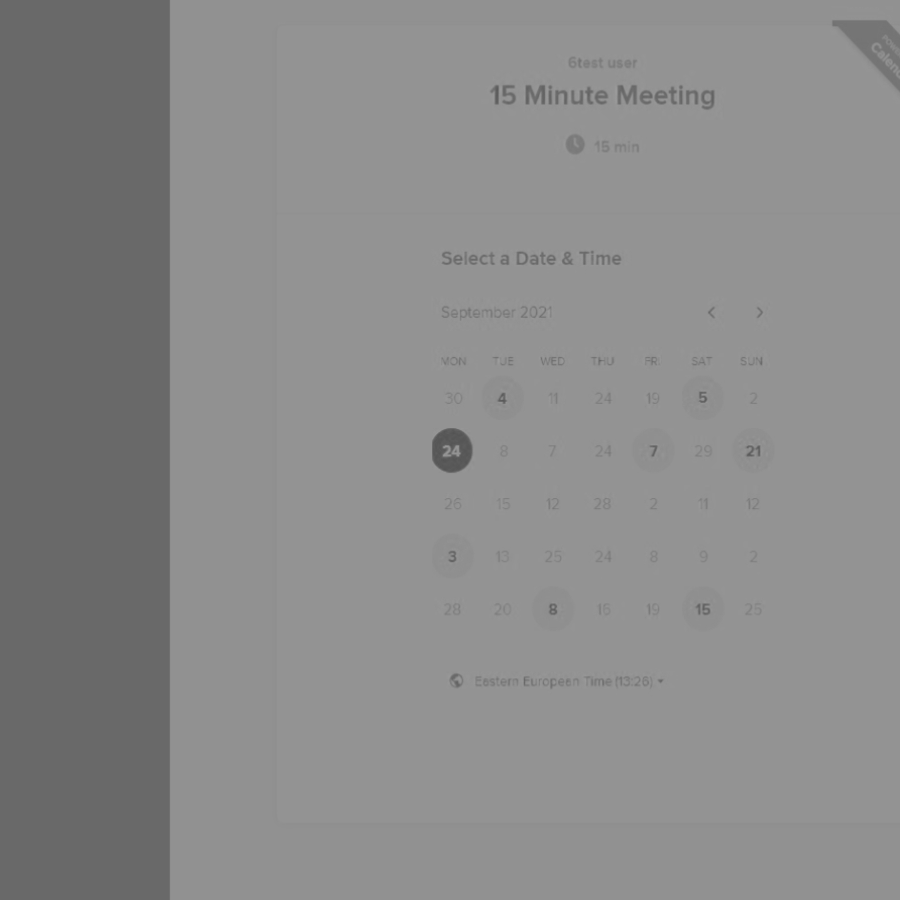 6test user
15 Minute Meeting
15 min
Select a Date & Time
September 2021
MON TUE WED THU FRI SAT SUN
30 4 11 24 19 5 2
24 8 7 24 7 29 21
26 15 12 28 2 11 12
3 13 25 24 8 9 2
28 20 8 16 19 15 25
Eastern European Time (13:26)